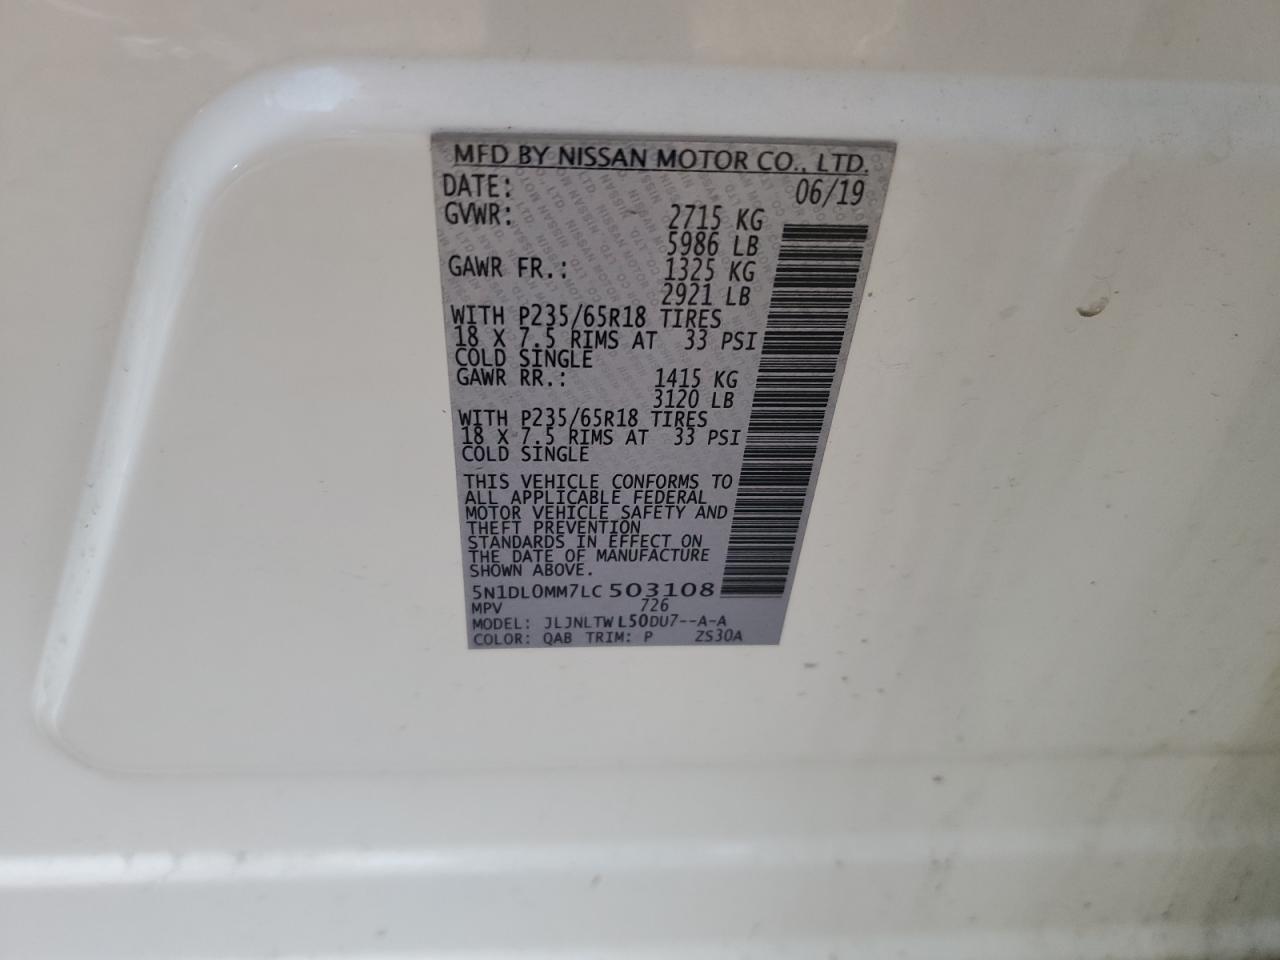 MFD BY NISSAN MOTOR CO., LTD.
DATE: 06/19
GVWR: 2715 KG
5986 LB
GAWR FR.: 1325 KG
2921 LB
WITH P235/65R18 TIRES
18 X 7.5 RIMS AT 33 PSI
COLD SINGLE
GAWR RR.: 1415 KG
3120 LB
WITH P235/65R18 TIRES
18 X 7.5 RIMS AT 33 PSI
COLD SINGLE
THIS VEHICLE CONFORMS TO
ALL APPLICABLE FEDERAL
MOTOR VEHICLE SAFETY AND
THEFT PREVENTION
STANDARDS IN EFFECT ON
THE DATE OF MANUFACTURE
SHOWN ABOVE.
5N1DL0MM7LC503108
MPV 726
MODEL: JLJNLTWL50DU7--A-A
COLOR: QAB TRIM: P ZS30A